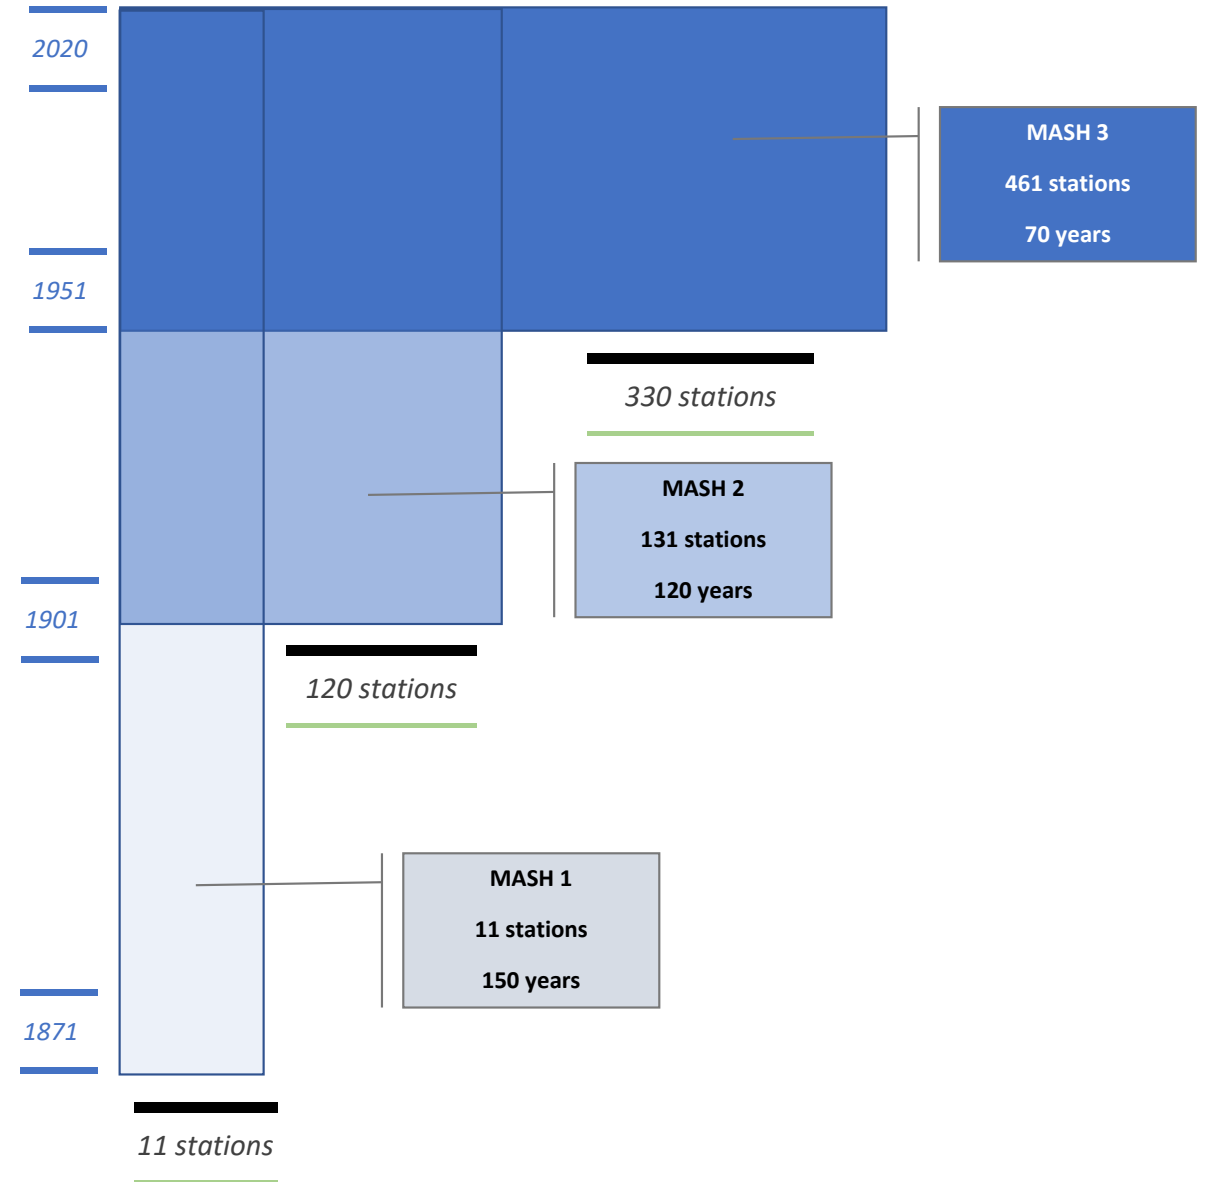 2020
MASH 3
461 stations
70 years
1951
330 stations
MASH 2
131 stations
120 years
1901
120 stations
MASH 1
11 stations
150 years
1871
11 stations